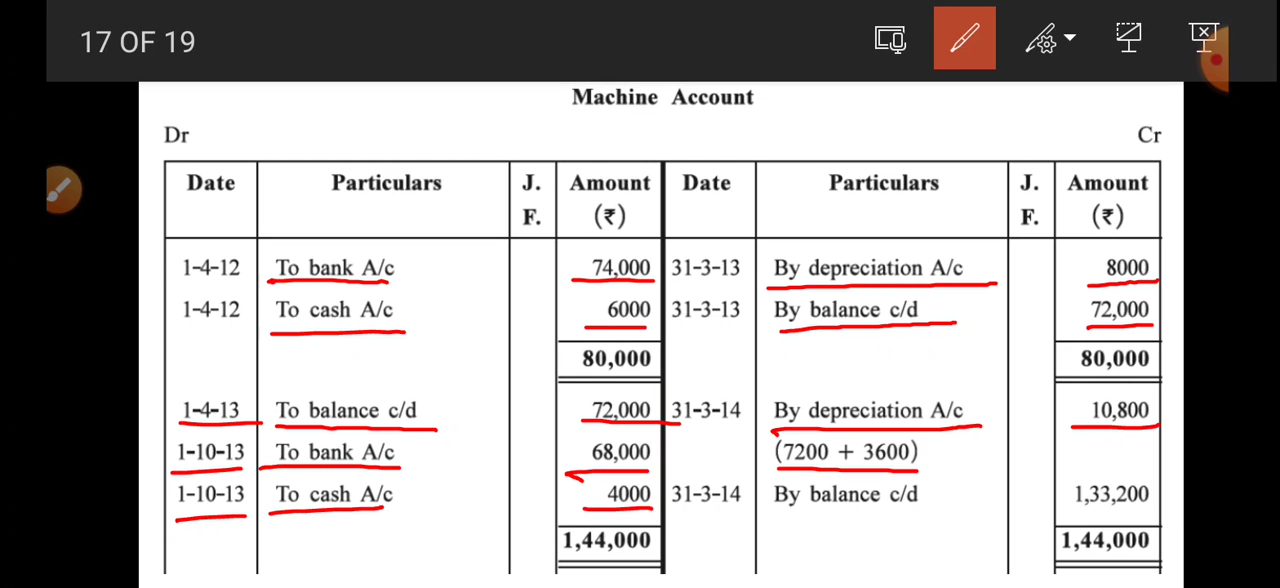 17 OF 19
Machine Account
Dr Cr
Date Particulars J. Amount Date Particulars J. Amount
F. (₹) F. (₹)
1-4-12 To bank A/c 74,000 31-3-13 By depreciation A/c 8000
1-4-12 To cash A/c 6000 31-3-13 By balance c/d 72,000
80,000 80,000
1-4-13 To balance c/d 72,000 31-3-14 By depreciation A/c 10,800
1-10-13 To bank A/c 68,000 (7200 + 3600)
1-10-13 To cash A/c 4000 31-3-14 By balance c/d 1,33,200
1,44,000 1,44,000